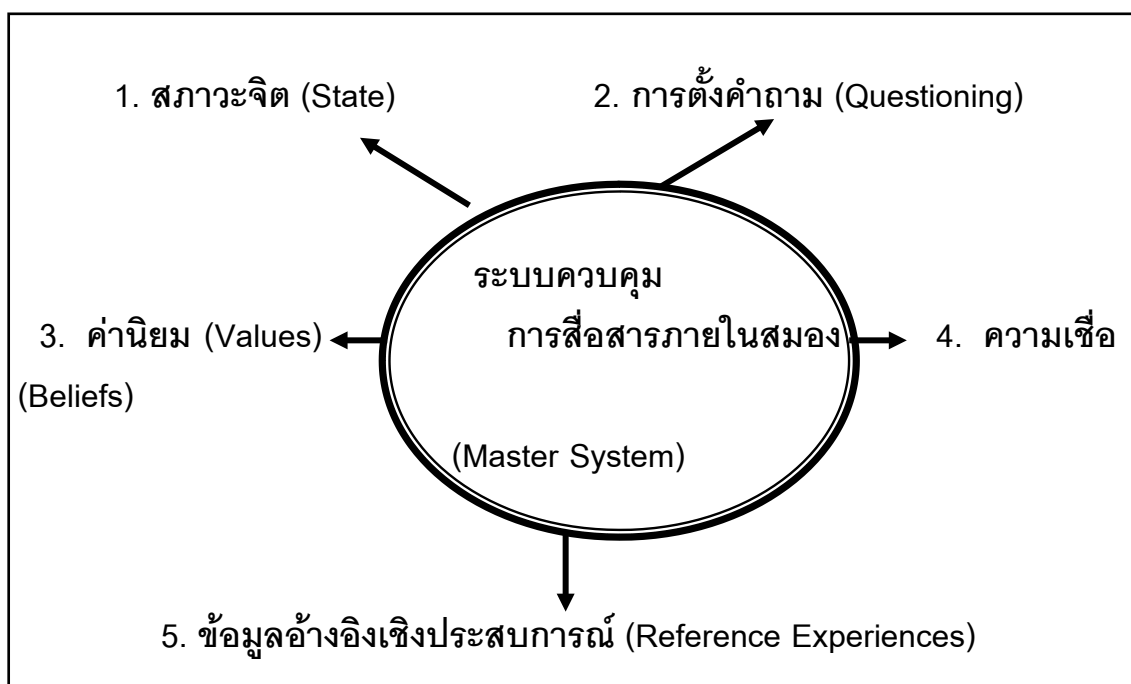 1. สภาวะจิต (State)
2. การตั้งคำถาม (Questioning)
ระบบควบคุม
การสื่อสารภายในสมอง
3. ค่านิยม (Values)
4. ความเชื่อ
(Beliefs)
(Master System)
5. ข้อมูลอ้างอิงเชิงประสบการณ์ (Reference Experiences)